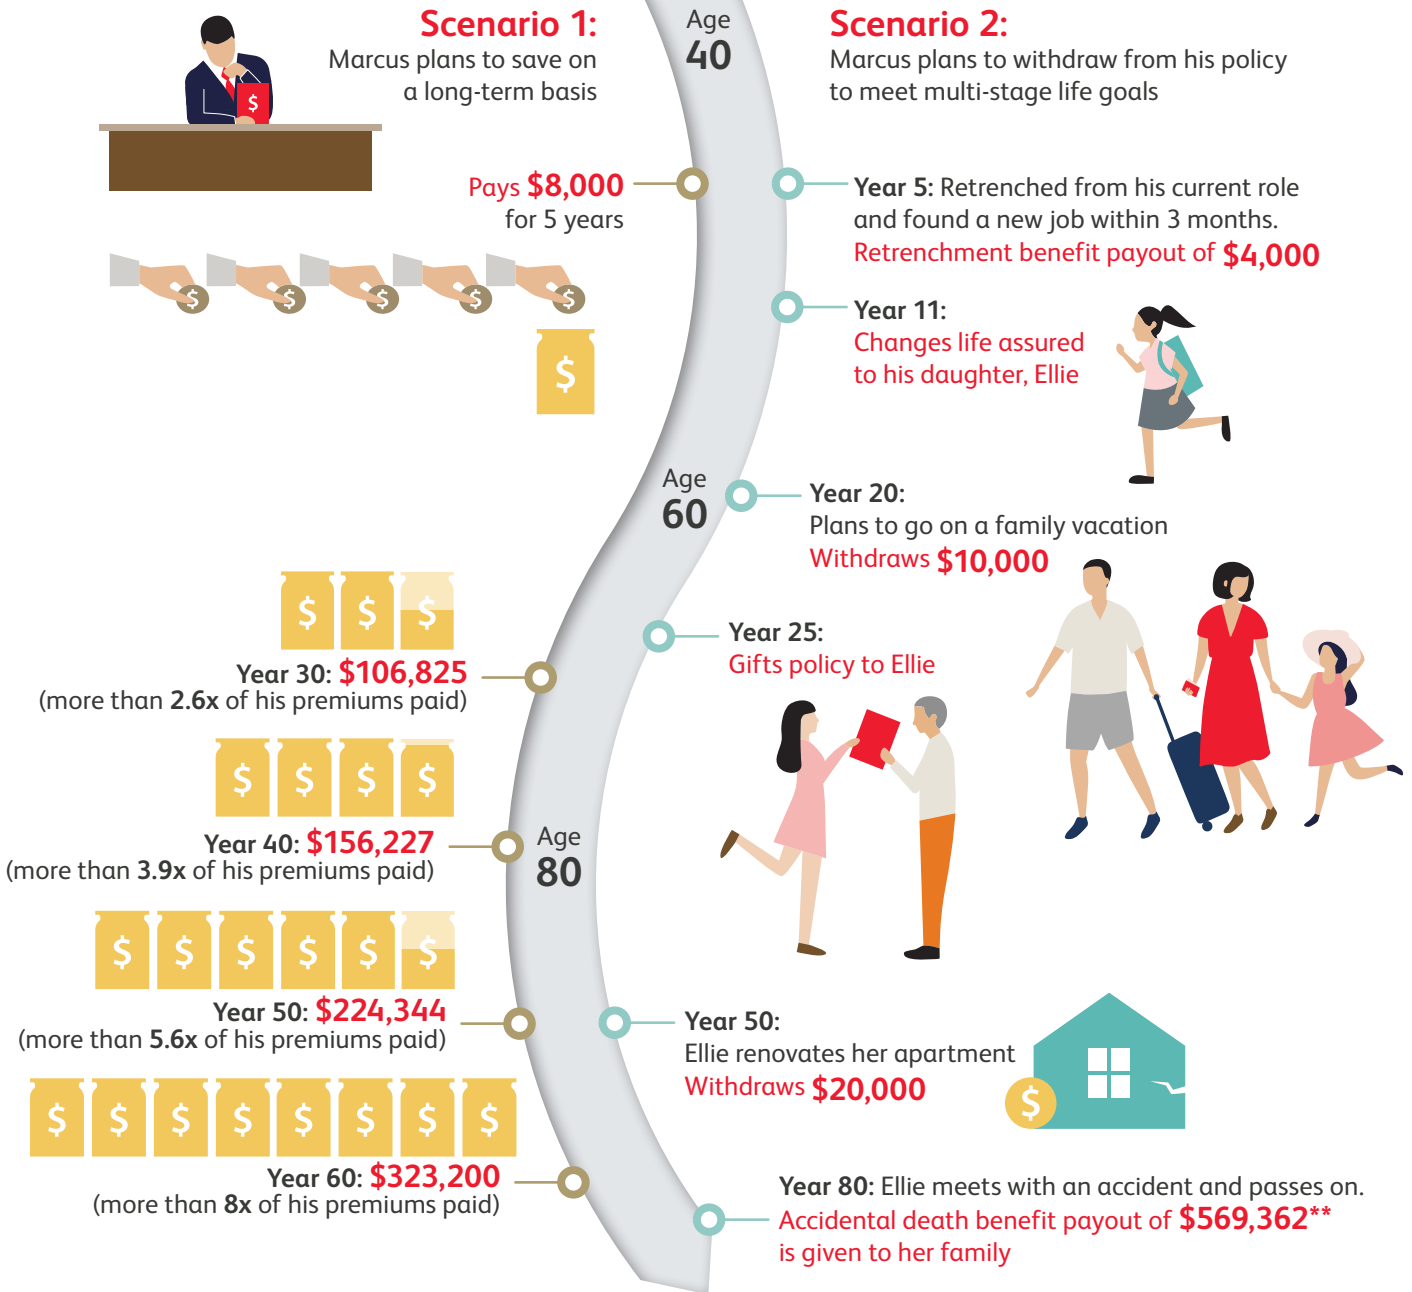 Scenario 1:
Marcus plans to save on
a long-term basis
Pays $8,000
for 5 years
$
$ $ $ $ $
$
$ $ $
Year 30: $106,825
(more than 2.6x of his premiums paid)
$ $ $ $
Year 40: $156,227
(more than 3.9x of his premiums paid)
$ $ $ $ $ $
Year 50: $224,344
(more than 5.6x of his premiums paid)
$ $ $ $ $ $ $ $
Year 60: $323,200
(more than 8x of his premiums paid)
Age
40
Age
60
Age
80
Scenario 2:
Marcus plans to withdraw from his policy
to meet multi-stage life goals
Year 5: Retrenched from his current role
and found a new job within 3 months.
Retrenchment benefit payout of $4,000
Year 11:
Changes life assured
to his daughter, Ellie
Year 20:
Plans to go on a family vacation
Withdraws $10,000
Year 25:
Gifts policy to Ellie
Year 50:
Ellie renovates her apartment
Withdraws $20,000
$
Year 80: Ellie meets with an accident and passes on.
Accidental death benefit payout of $569,362**
is given to her family